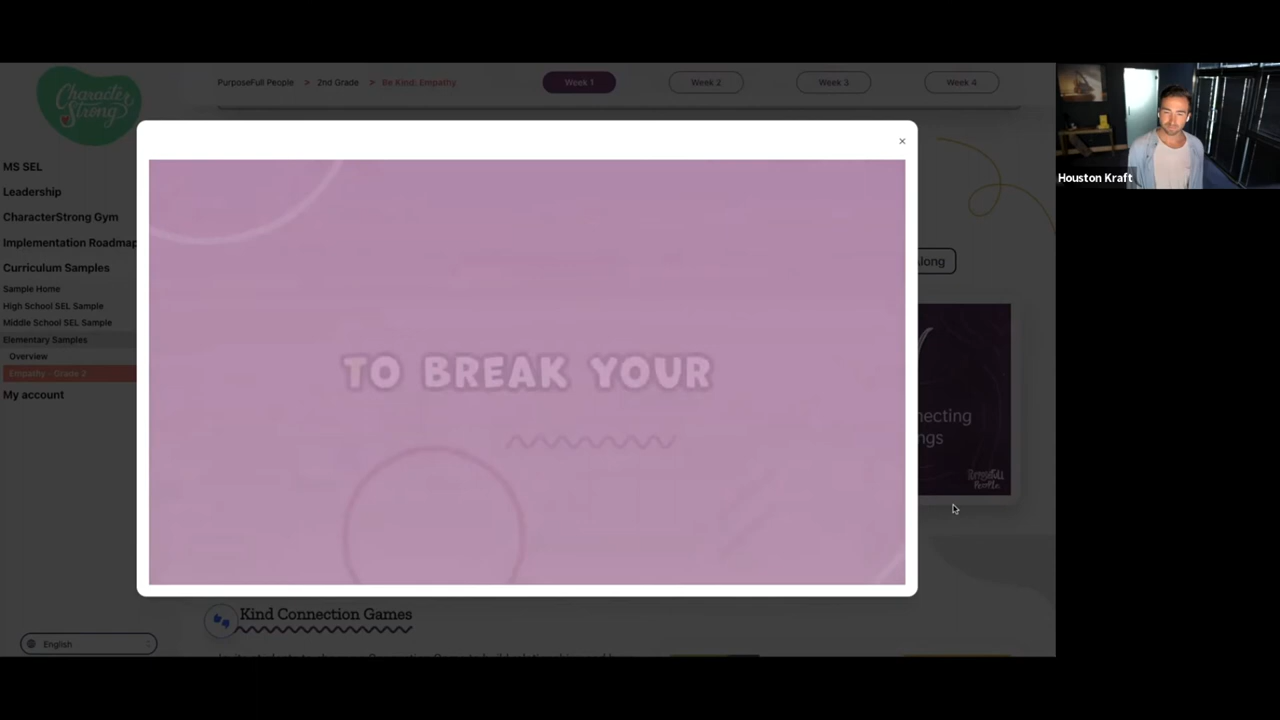 Character
Strong
PurposeFull People > 2nd Grade > Be Kind: Empathy
Week 1
Week 2
Week 3
Week 4
×
MS SEL
Leadership
CharacterStrong Gym
Implementation Roadmap
Curriculum Samples
Sample Home
High School SEL Sample
Middle School SEL Sample
Elementary Samples
Overview
Empathy - Grade 2
My account
English
TO BREAK YOUR
Along
necting
ngs
PurposeFull
People
Kind Connection Games
Houston Kraft